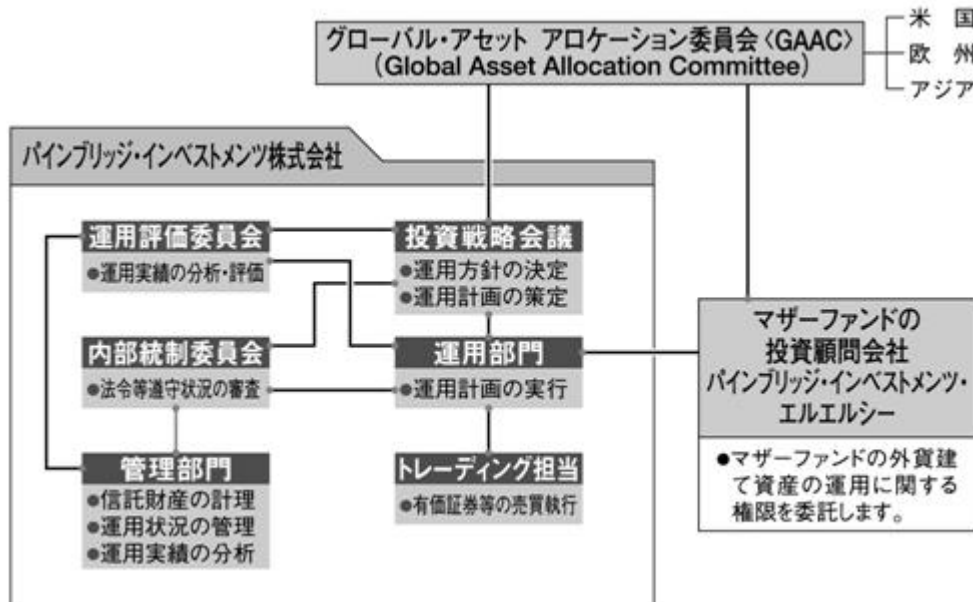 グローバル・アセット アロケーション委員会〈GAAC〉
(Global Asset Allocation Committee)
米 国
欧 州
アジア
パインブリッジ・インベストメンツ株式会社
運用評価委員会
●運用実績の分析・評価
投資戦略会議
●運用方針の決定
●運用計画の策定
内部統制委員会
●法令等遵守状況の審査
運用部門
●運用計画の実行
管理部門
●信託財産の計理
●運用状況の管理
●運用実績の分析
トレーディング担当
●有価証券等の売買執行
マザーファンドの
投資顧問会社
パインブリッジ・インベストメンツ・
エルエルシー
●マザーファンドの外貨建
て資産の運用に関する
権限を委託します。